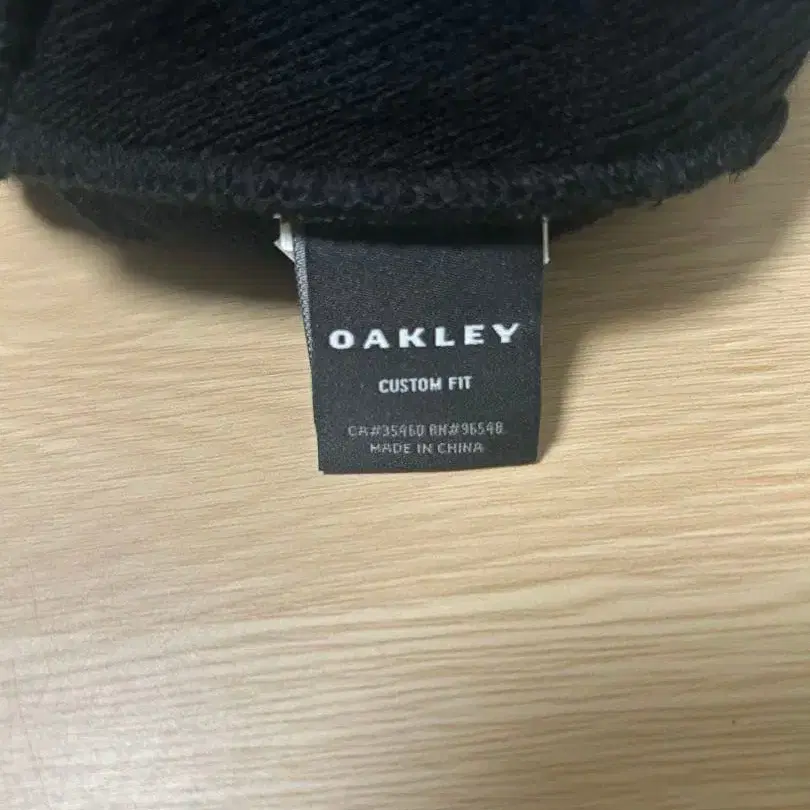 OAKLEY
CUSTOM FIT
CA#35460 RN#96548
MADE IN CHINA